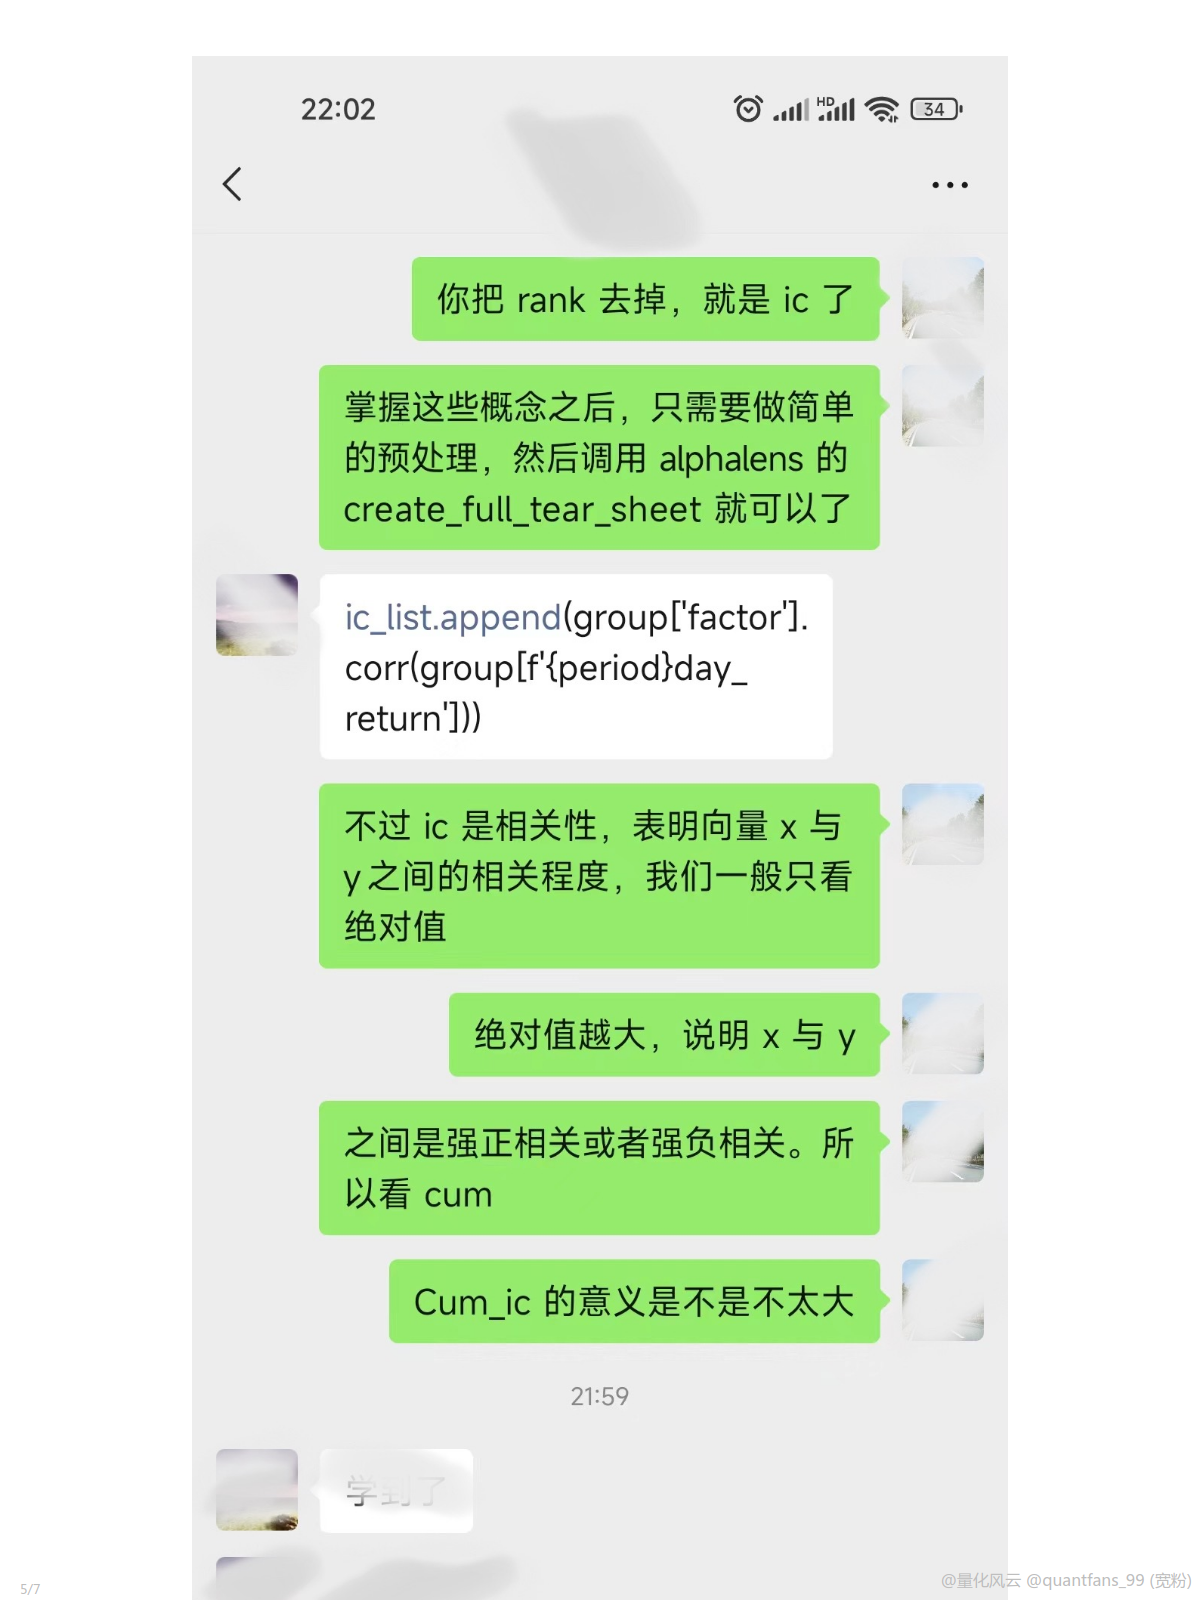 22:02
HD
34
你把 rank 去掉，就是 ic 了
掌握这些概念之后，只需要做简单
的预处理，然后调用 alphalens 的
create_full_tear_sheet 就可以了
ic_list.append(group['factor'].
corr(group[f'{period}day_
return']))
不过 ic 是相关性，表明向量 x 与
y 之间的相关程度，我们一般只看
绝对值
绝对值越大，说明 x 与 y
之间是强正相关或者强负相关。所
以看 cum
Cum_ic 的意义是不是不太大
21:59
学到了
5/7
@量化风云 @quantfans_99 (宽粉)